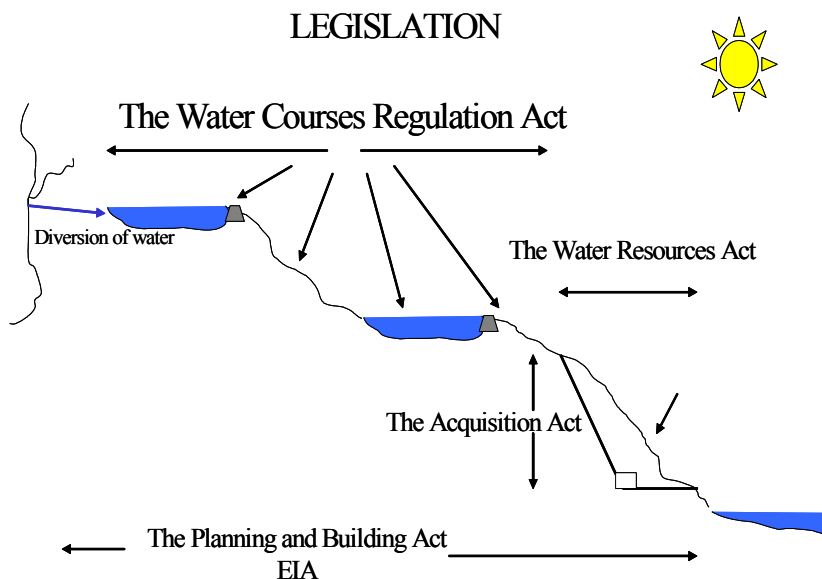 LEGISLATION
The Water Courses Regulation Act
Diversion of water
The Water Resources Act
The Acquisition Act
The Planning and Building Act
EIA